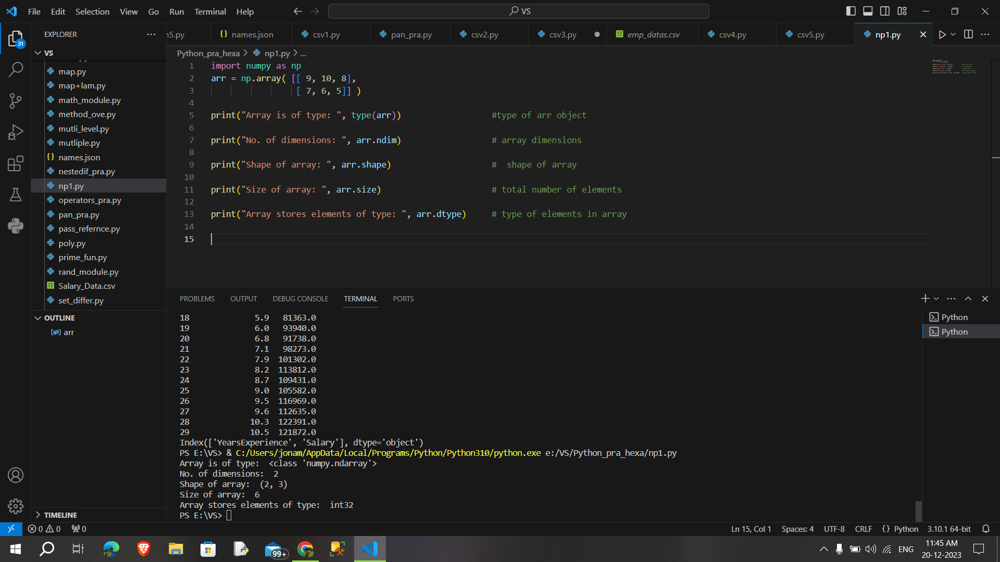 File Edit Selection View Go Run Terminal Help
VS
31
EXPLORER
n5.py
names.json
csv1.py
pan_pra.py
csv2.py
csv3.py
emp_datas.csv
csv4.py
csv5.py
np1.py
VS
map.py
map+lam.py
math_module.py
method_ove.py
mutli_level.py
mutliple.py
names.json
nestedif_pra.py
np1.py
operators_pra.py
pan_pra.py
pass_refernce.py
poly.py
prime_fun.py
rand_module.py
Salary_Data.csv
set_differ.py
OUTLINE
arr
TIMELINE
Python_pra_hexa > np1.py > ...
1 import numpy as np
2 arr = np.array( [[ 9, 10, 8],
3 [ 7, 6, 5]] )
4
5 print("Array is of type: ", type(arr)) #type of arr object
6
7 print("No. of dimensions: ", arr.ndim) # array dimensions
8
9 print("Shape of array: ", arr.shape) #  shape of array
10
11 print("Size of array: ", arr.size) # total number of elements
12
13 print("Array stores elements of type: ", arr.dtype) # type of elements in array
14
15
PROBLEMS OUTPUT DEBUG CONSOLE TERMINAL PORTS
18 5.9 81363.0
19 6.0 93940.0
20 6.8 91738.0
21 7.1 98273.0
22 7.9 101302.0
23 8.2 113812.0
24 8.7 109431.0
25 9.0 105582.0
26 9.5 116969.0
27 9.6 112635.0
28 10.3 122391.0
29 10.5 121872.0
Index(['YearsExperience', 'Salary'], dtype='object')
PS E:\VS> & C:/Users/jonam/AppData/Local/Programs/Python/Python310/python.exe e:/VS/Python_pra_hexa/np1.py
Array is of type:  <class 'numpy.ndarray'>
No. of dimensions:  2
Shape of array:  (2, 3)
Size of array:  6
Array stores elements of type:  int32
PS E:\VS>
Python
Python
0 0 0
Ln 15, Col 1 Spaces: 4 UTF-8 CRLF {} Python 3.10.1 64-bit
99+
ENG
11:45 AM
20-12-2023